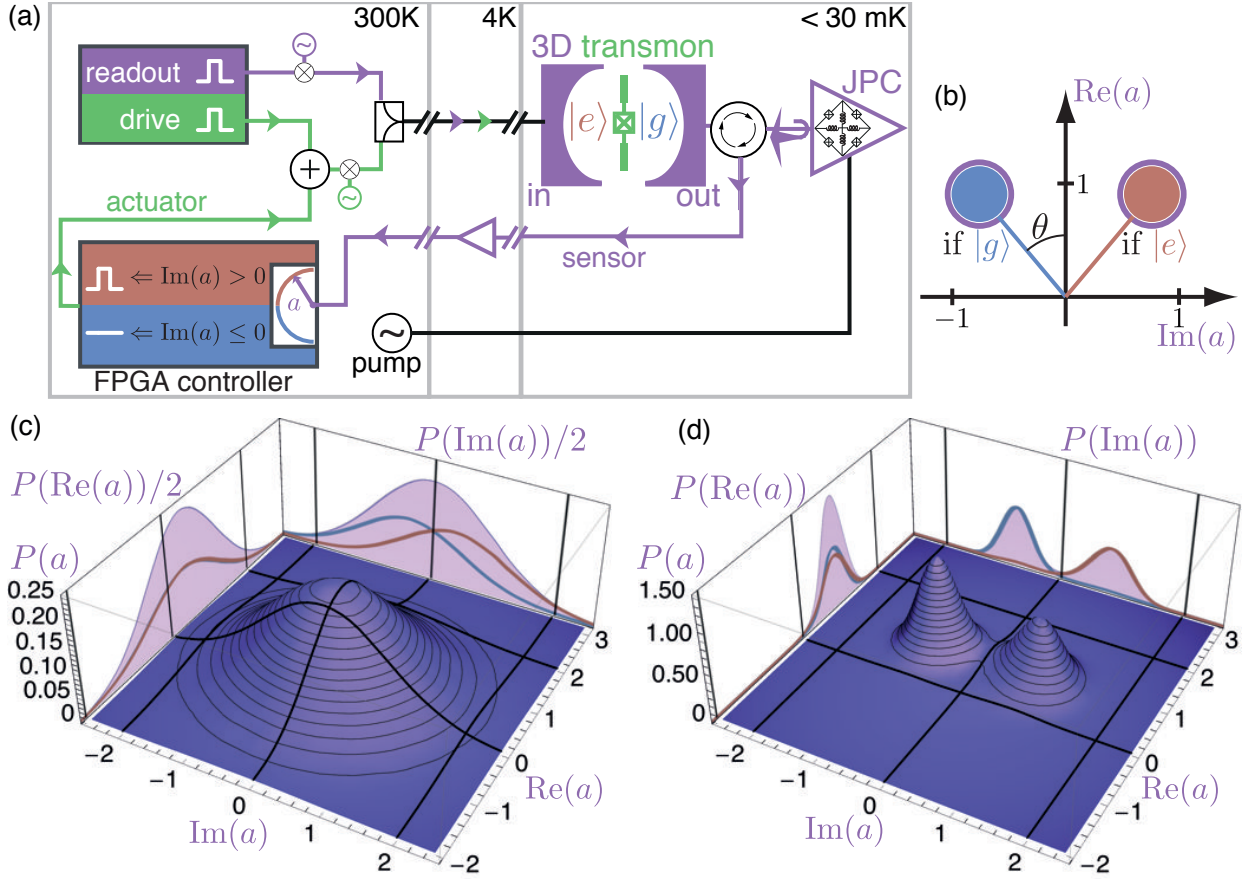 (a)
300K
4K
< 30 mK
readout
drive
actuator
3D transmon
|e⟩ |g⟩
in
out
JPC
sensor
⇐ Im(a) > 0
⇐ Im(a) ≤ 0
a
FPGA controller
pump
(b)
Re(a)
1
θ
if |g⟩
if |e⟩
−1
1
Im(a)
(c)
P(Re(a))/2
P(Im(a))/2
P(a)
0.25
0.20
0.15
0.10
0.05
0
-2
-1
0
1
2
Im(a)
3
2
1
0
-1
-2
Re(a)
(d)
P(Re(a))
P(Im(a))
P(a)
1.50
1.00
0.50
0
-2
-1
0
1
2
Im(a)
3
2
1
0
-1
-2
Re(a)